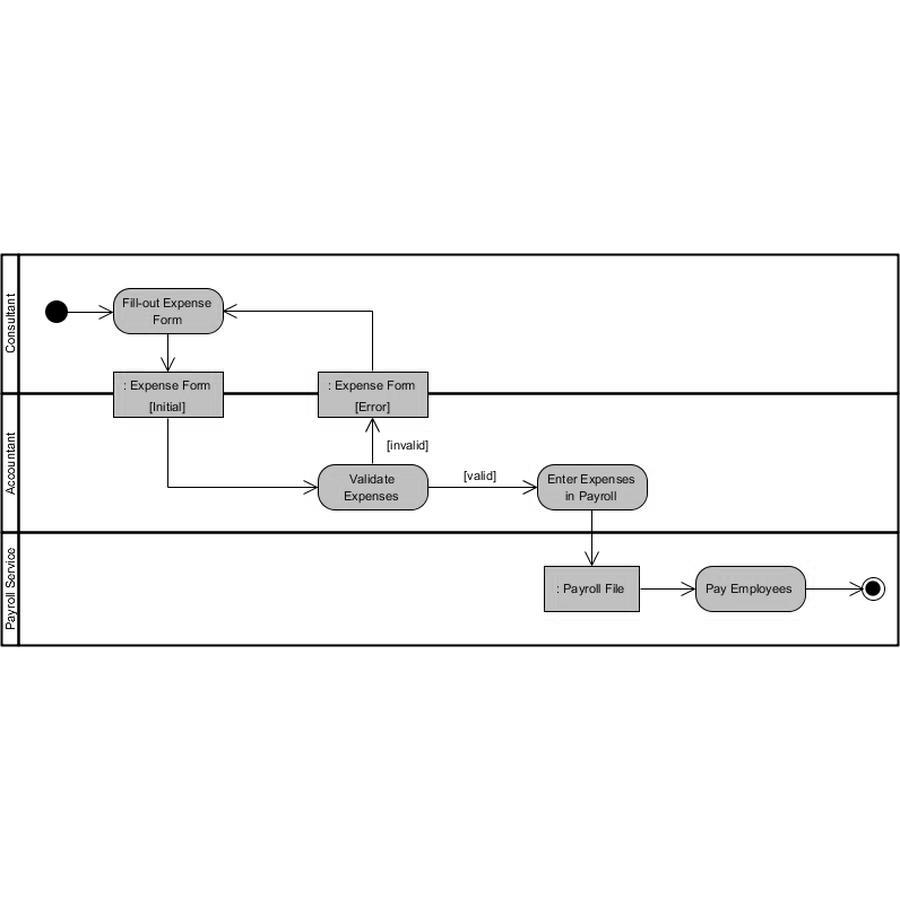 Consultant
Fill-out Expense
Form
: Expense Form
[Initial]
: Expense Form
[Error]
Accountant
[invalid]
Validate
Expenses
[valid]
Enter Expenses
in Payroll
Payroll Service
: Payroll File
Pay Employees